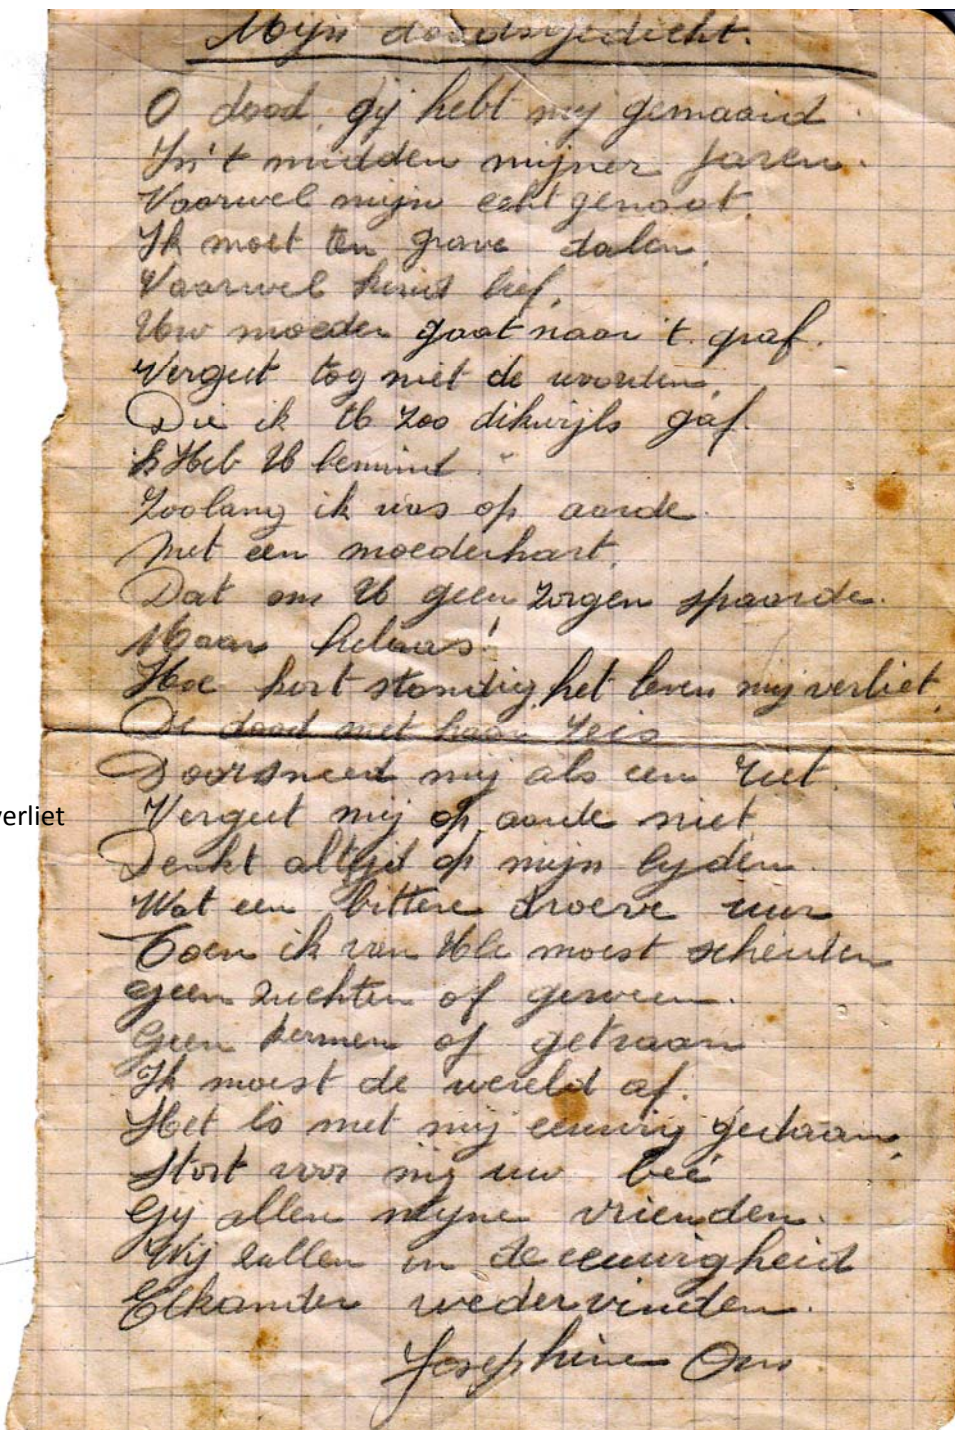 Mijn doodsgedicht.
O dood, gij hebt mij gemaaid.
In't midden mijner jaren.
Vaarwel mijn echtgenoot.
Ik moet ten grave dalen.
Vaarwel kind lief.
Uw moeder gaat naar 't graf.
Vergeet tog niet de woorden.
Die ik U zoo dikwijls gaf.
k Heb U bemind
Zoolang ik was op aarde.
Met een moederhart.
Dat om U geen zorgen spaarde.
Maar helaas!
Hoe kort stondig het leven mij verliet.
De dood met haar zeis
Doorsneed mij als een riet.
verliet
Vergeet mij op aarde niet
Denkt altijd op mijn lijden.
Wat een bittere droeve uur
Toen ik van Ule moest scheiden
geen zuchten of geween.
Geen kermen of getraan
Ik moest de wereld af.
Het is met mij eeuwig gedaan.
Stort voor mij uw beê
Gij allen mijne vrienden.
Wij zullen in de eeuwigheid
Elkander wedervinden.
Josephine